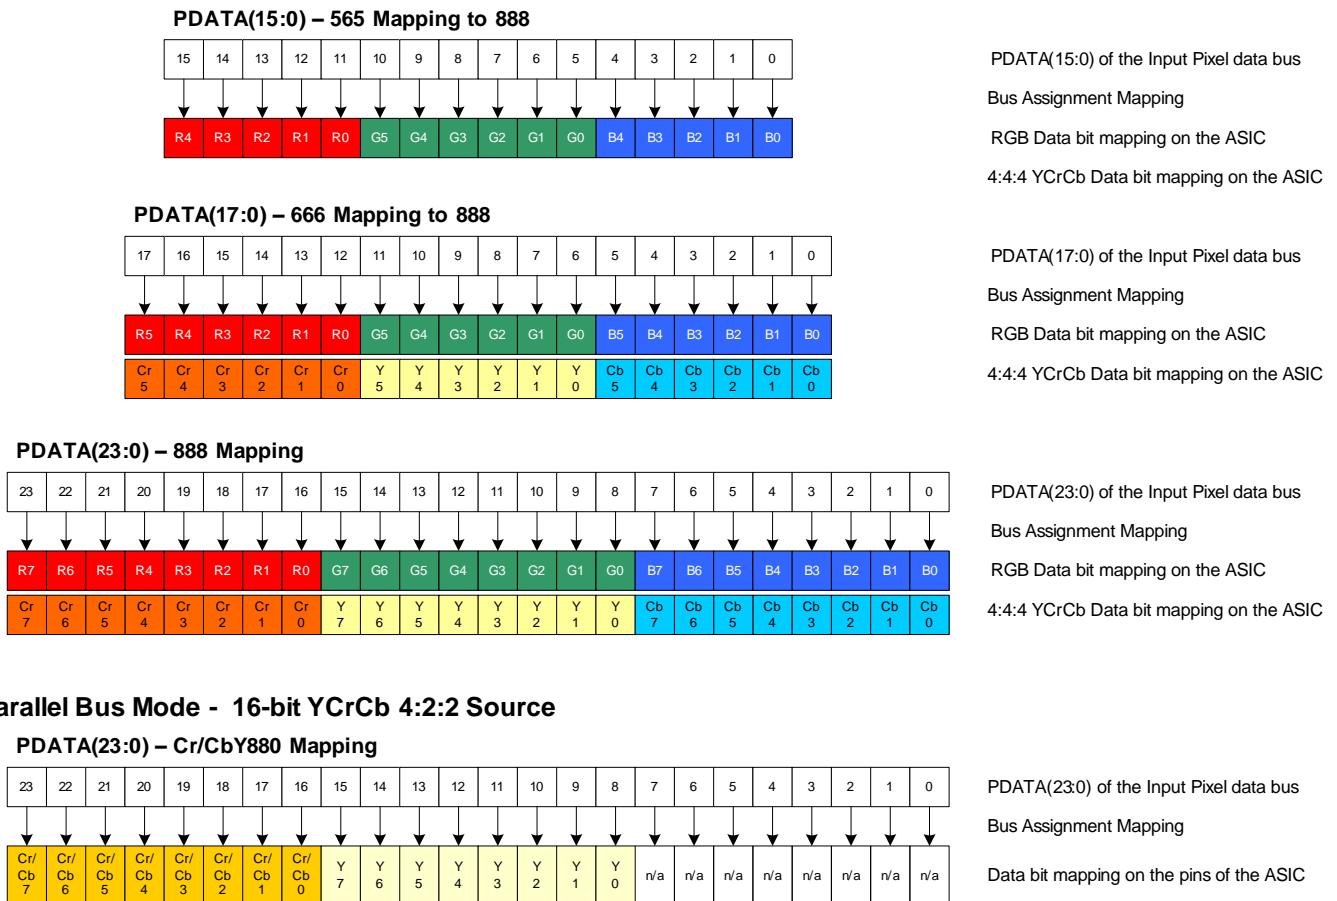 PDATA(15:0) – 565 Mapping to 888
15 14 13 12 11 10 9 8 7 6 5 4 3 2 1 0
PDATA(15:0) of the Input Pixel data bus
Bus Assignment Mapping
R4 R3 R2 R1 R0 G5 G4 G3 G2 G1 G0 B4 B3 B2 B1 B0
RGB Data bit mapping on the ASIC
4:4:4 YCrCb Data bit mapping on the ASIC
PDATA(17:0) – 666 Mapping to 888
17 16 15 14 13 12 11 10 9 8 7 6 5 4 3 2 1 0
PDATA(17:0) of the Input Pixel data bus
Bus Assignment Mapping
R5 R4 R3 R2 R1 R0 G5 G4 G3 G2 G1 G0 B5 B4 B3 B2 B1 B0
RGB Data bit mapping on the ASIC
Cr Cr Cr Cr Cr Cr Y Y Y Y Y Y Cb Cb Cb Cb Cb Cb
5 4 3 2 1 0 5 4 3 2 1 0 5 4 3 2 1 0
4:4:4 YCrCb Data bit mapping on the ASIC
PDATA(23:0) – 888 Mapping
23 22 21 20 19 18 17 16 15 14 13 12 11 10 9 8 7 6 5 4 3 2 1 0
PDATA(23:0) of the Input Pixel data bus
Bus Assignment Mapping
R7 R6 R5 R4 R3 R2 R1 R0 G7 G6 G5 G4 G3 G2 G1 G0 B7 B6 B5 B4 B3 B2 B1 B0
RGB Data bit mapping on the ASIC
Cr Cr Cr Cr Cr Cr Cr Cr Y Y Y Y Y Y Y Y Cb Cb Cb Cb Cb Cb Cb Cb
7 6 5 4 3 2 1 0 7 6 5 4 3 2 1 0 7 6 5 4 3 2 1 0
4:4:4 YCrCb Data bit mapping on the ASIC
arallel Bus Mode - 16-bit YCrCb 4:2:2 Source
PDATA(23:0) – Cr/CbY880 Mapping
23 22 21 20 19 18 17 16 15 14 13 12 11 10 9 8 7 6 5 4 3 2 1 0
PDATA(23:0) of the Input Pixel data bus
Bus Assignment Mapping
Cr/ Cr/ Cr/ Cr/ Cr/ Cr/ Cr/ Cr/ Y Y Y Y Y Y Y Y
Cb Cb Cb Cb Cb Cb Cb Cb n/a n/a n/a n/a n/a n/a n/a n/a
7 6 5 4 3 2 1 0 7 6 5 4 3 2 1 0
Data bit mapping on the pins of the ASIC